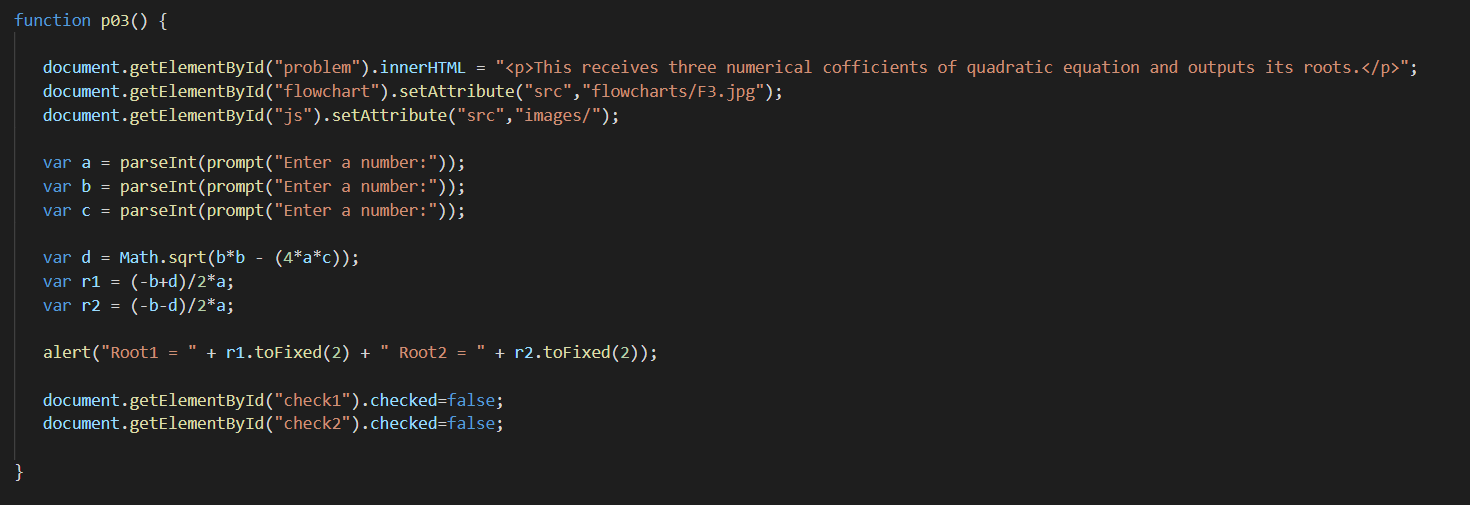 function p03() {
document.getElementById("problem").innerHTML = "<p>This receives three numerical cofficients of quadratic equation and outputs its roots.</p>";
document.getElementById("flowchart").setAttribute("src","flowcharts/F3.jpg");
document.getElementById("js").setAttribute("src","images/");
var a = parseInt(prompt("Enter a number:"));
var b = parseInt(prompt("Enter a number:"));
var c = parseInt(prompt("Enter a number:"));
var d = Math.sqrt(b*b - (4*a*c));
var r1 = (-b+d)/2*a;
var r2 = (-b-d)/2*a;
alert("Root1 = " + r1.toFixed(2) + " Root2 = " + r2.toFixed(2));
document.getElementById("check1").checked=false;
document.getElementById("check2").checked=false;
}